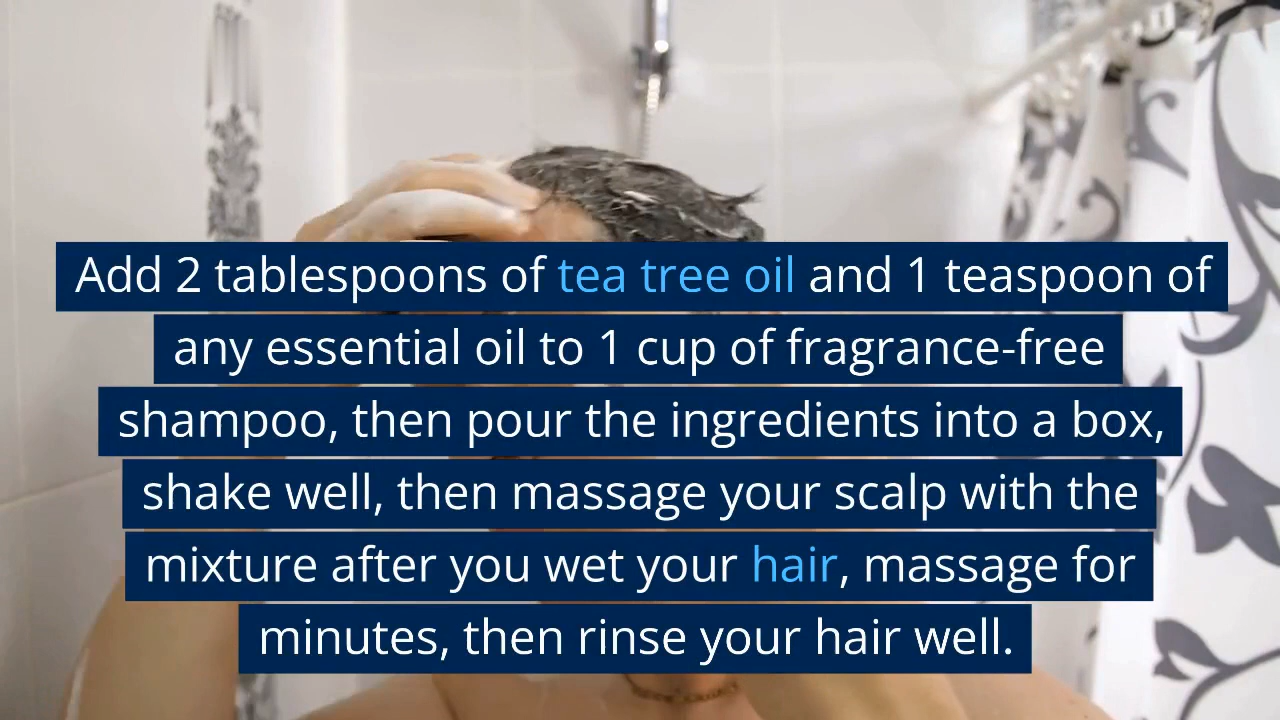 Add 2 tablespoons of tea tree oil and 1 teaspoon of
any essential oil to 1 cup of fragrance-free
shampoo, then pour the ingredients into a box,
shake well, then massage your scalp with the
mixture after you wet your hair, massage for
minutes, then rinse your hair well.